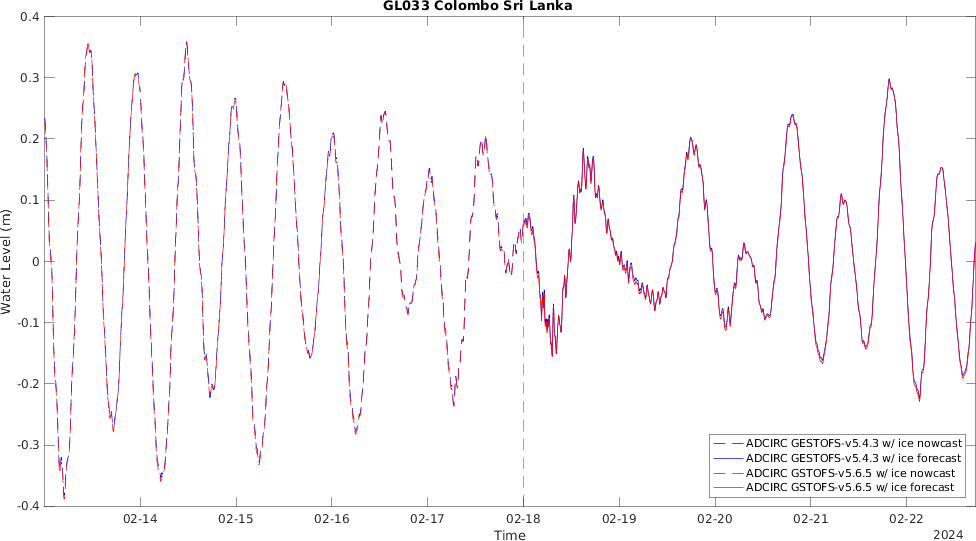 GL033 Colombo Sri Lanka
Water Level (m)
0.4
0.3
0.2
0.1
0
-0.1
-0.2
-0.3
-0.4
ADCIRC GESTOFS-v5.4.3 w/ ice nowcast
ADCIRC GESTOFS-v5.4.3 w/ ice forecast
ADCIRC GSTOFS-v5.6.5 w/ ice nowcast
ADCIRC GSTOFS-v5.6.5 w/ ice forecast
02-14 02-15 02-16 02-17 02-18 02-19 02-20 02-21 02-22
Time
2024